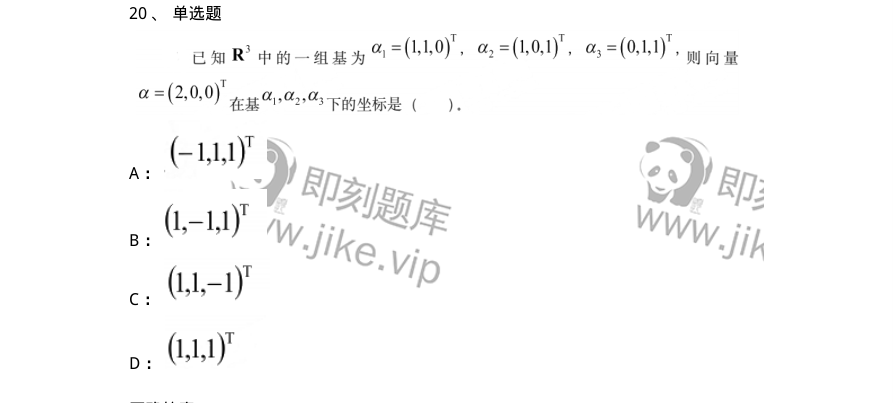 20 、 单选题
已知 R³ 中的一组基为 α₁ = (1,1,0)ᵀ, α₂ = (1,0,1)ᵀ, α₃ = (0,1,1)ᵀ, 则向量
α = (2,0,0)ᵀ 在基 α₁,α₂,α₃ 下的坐标是 (    ).
A： (−1,1,1)ᵀ
B： (1,−1,1)ᵀ
C： (1,1,−1)ᵀ
D： (1,1,1)ᵀ
即刻题库
w.jike.vip
即刻
www.jik